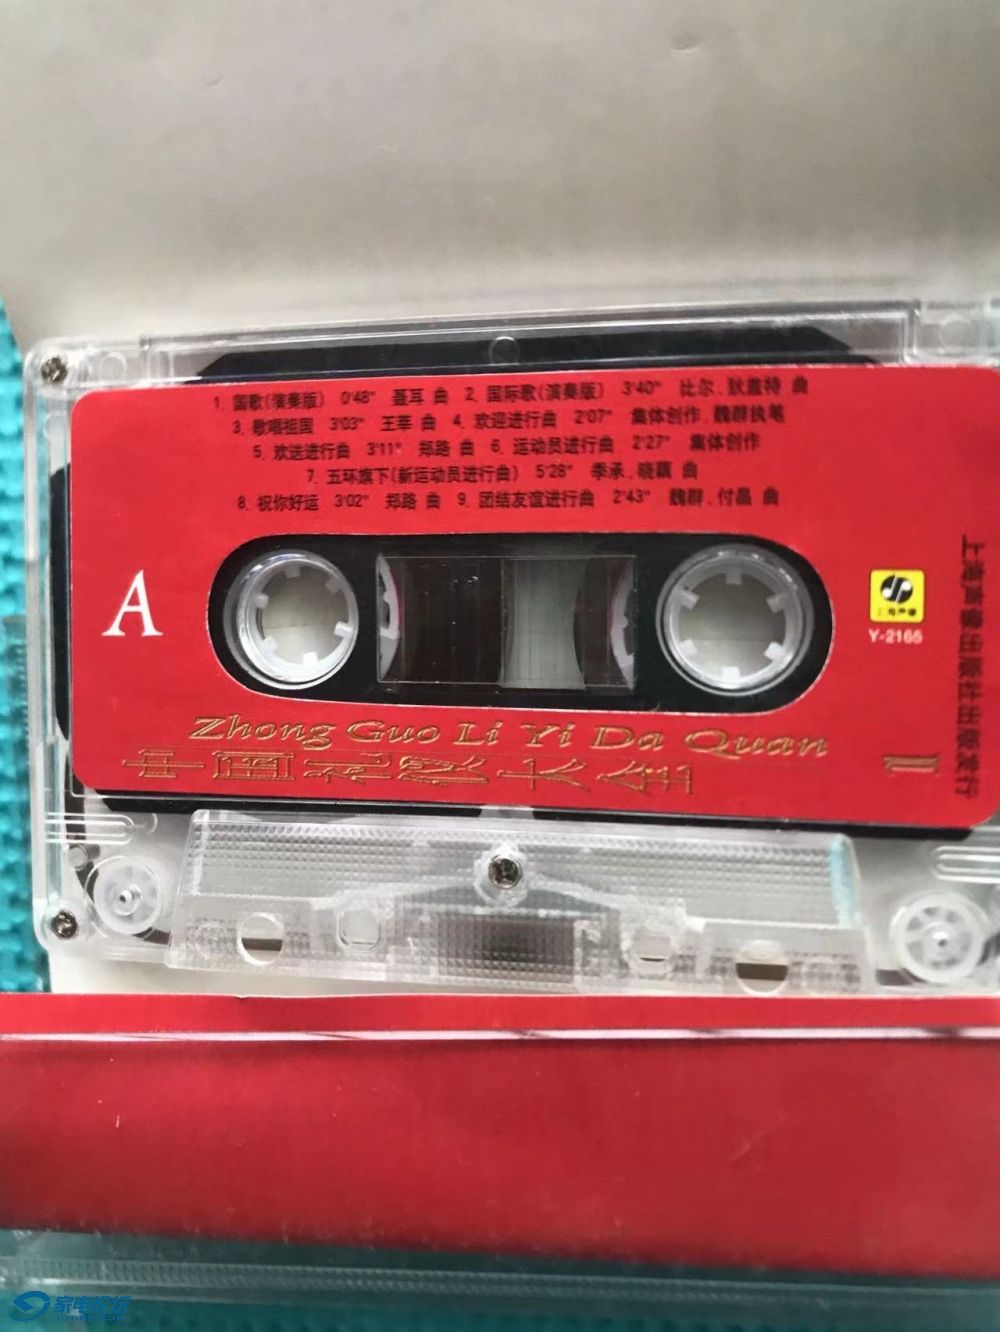 1. 国歌(演奏版) 0'48" 聂耳 曲 2. 国际歌(演奏版) 3'40" 比尔．狄盖特 曲
3. 歌唱祖国 3'03" 王莘 曲 4. 欢迎进行曲 2'07" 集体创作．魏群执笔
5. 欢送进行曲 3'11" 郑路 曲 6. 运动员进行曲 2'27" 集体创作
7. 五环旗下(新运动员进行曲) 5'28" 季承．晓藕 曲
8. 祝你好运 3'02" 郑路 曲 9. 团结友谊进行曲 2'43" 魏群．付晶 曲
A
上海声像
Y-2165
上海声像出版社出版发行
Zhong Guo Li Yi Da Quan
中国礼仪大全
1
家电论坛